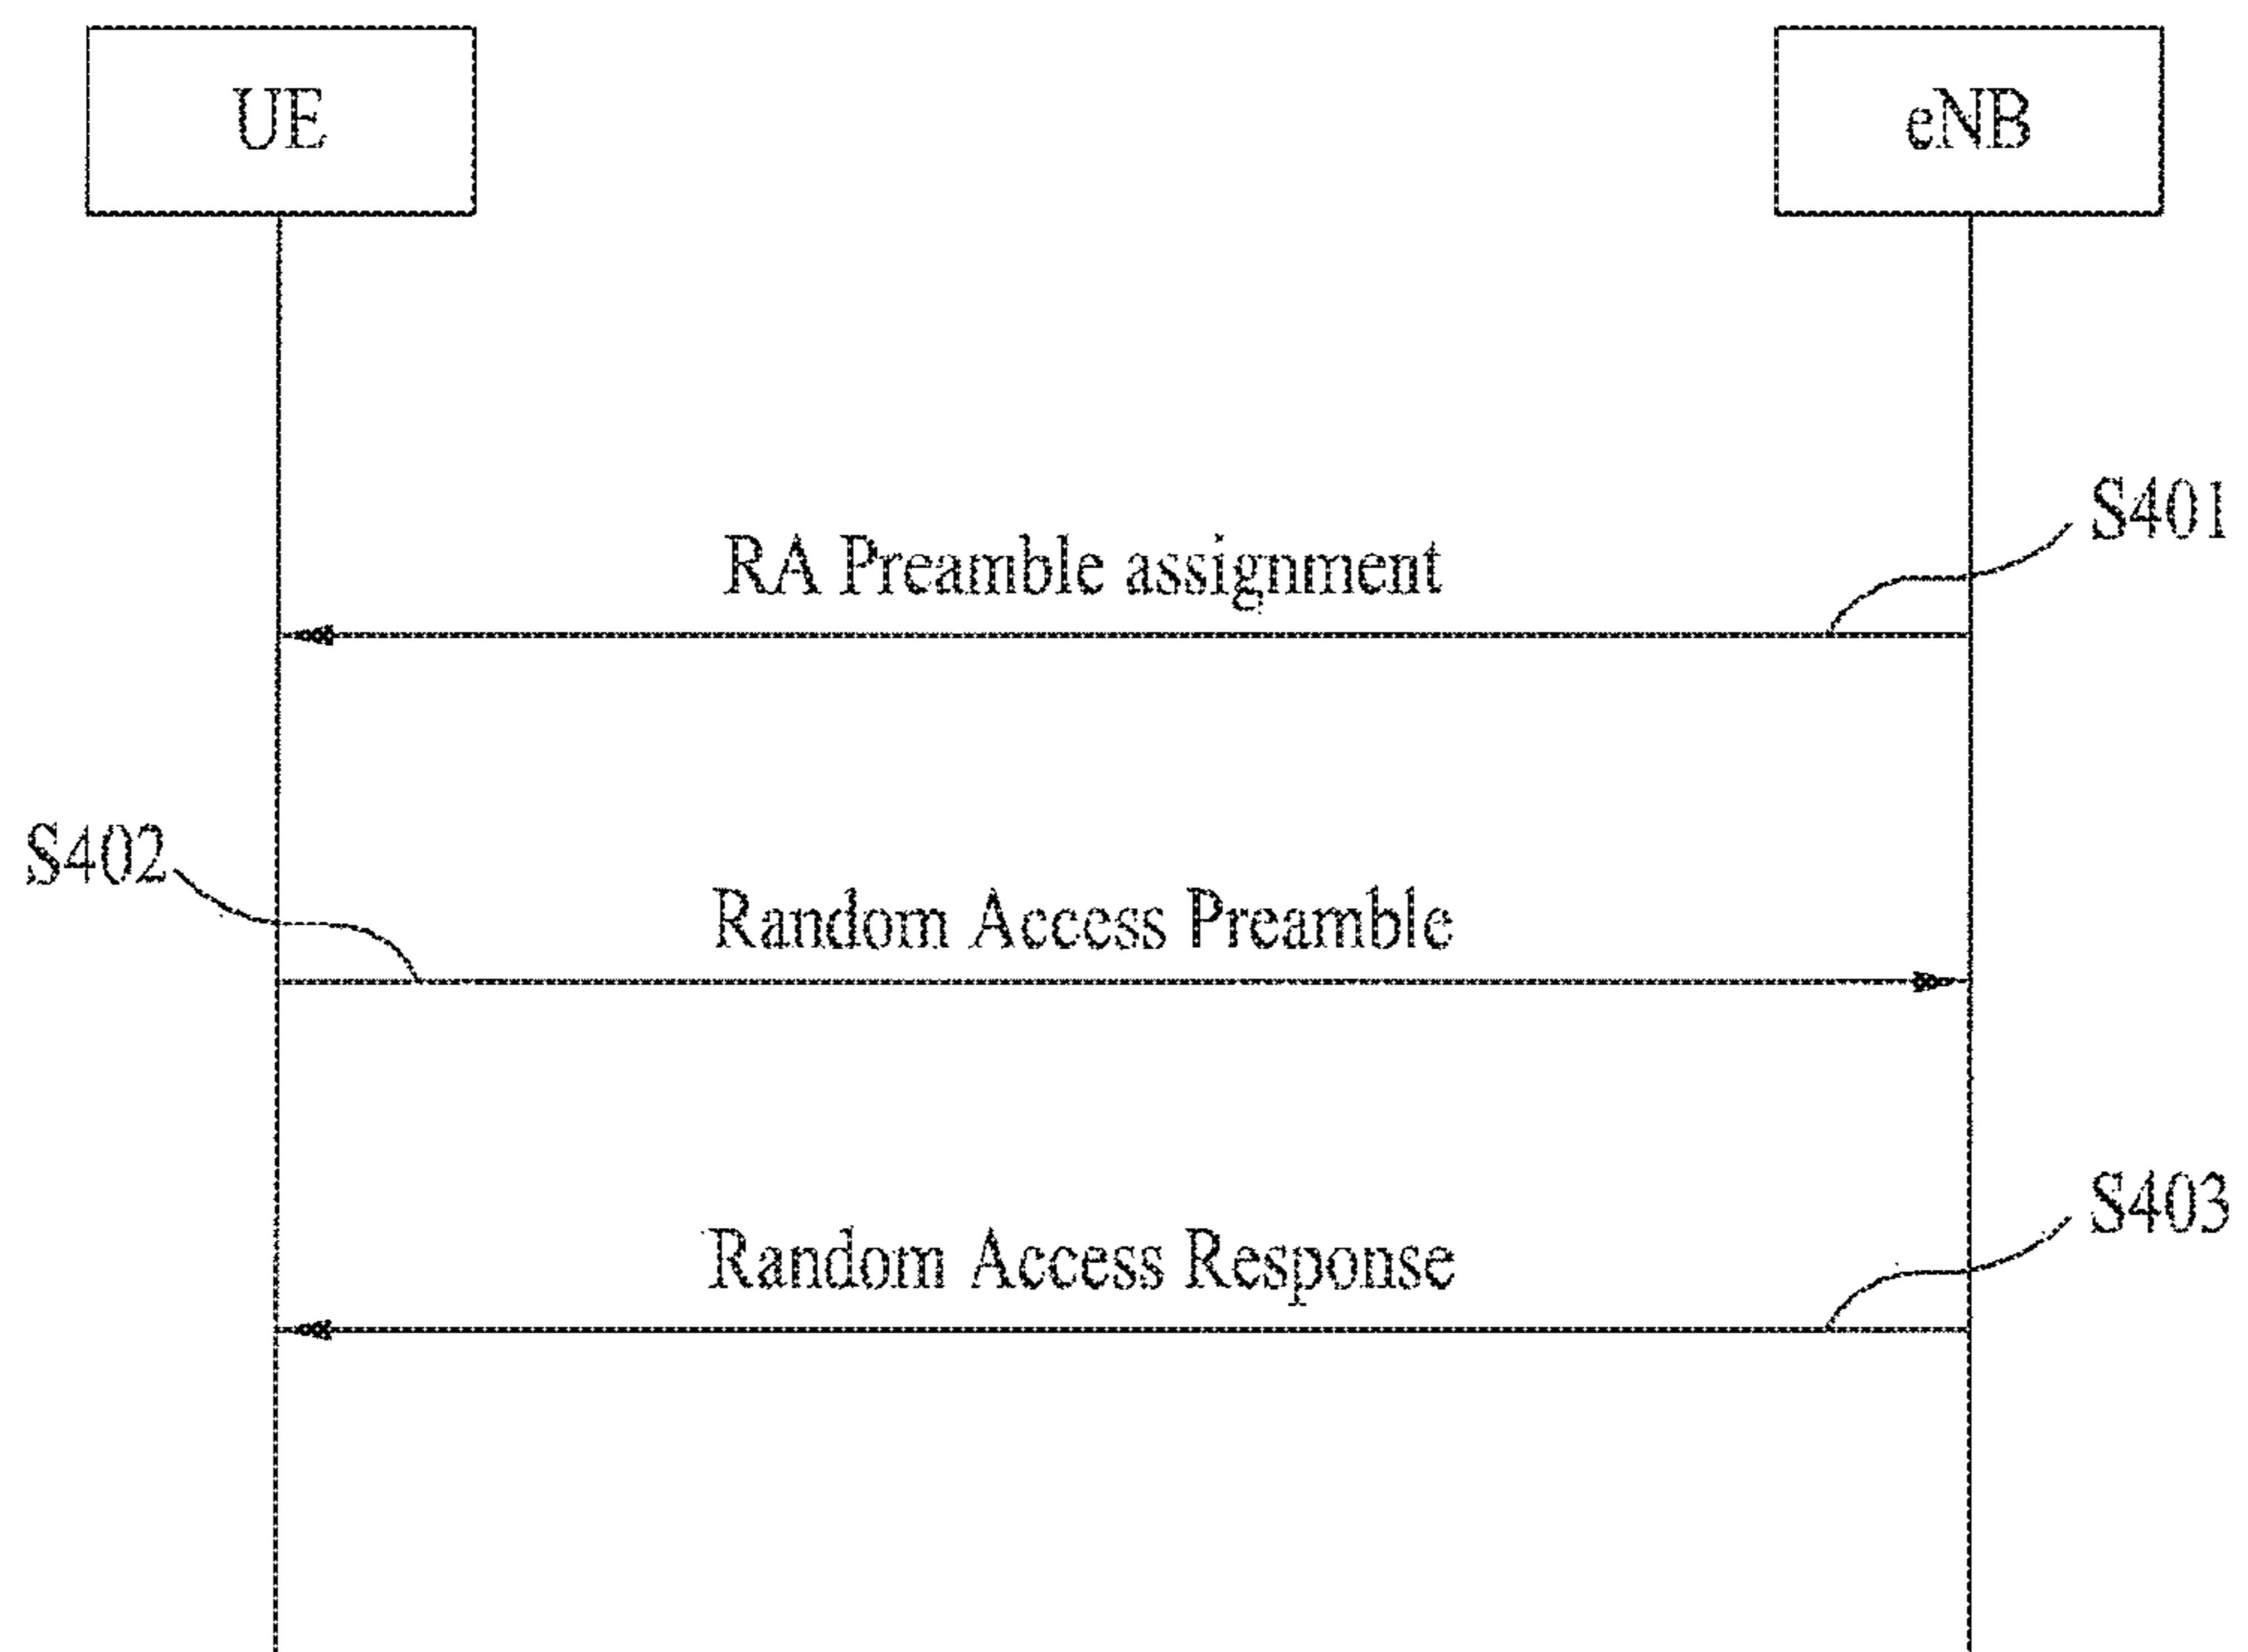 UE
eNB
S401
RA Preamble assignment
S402
Random Access Preamble
S403
Random Access Response